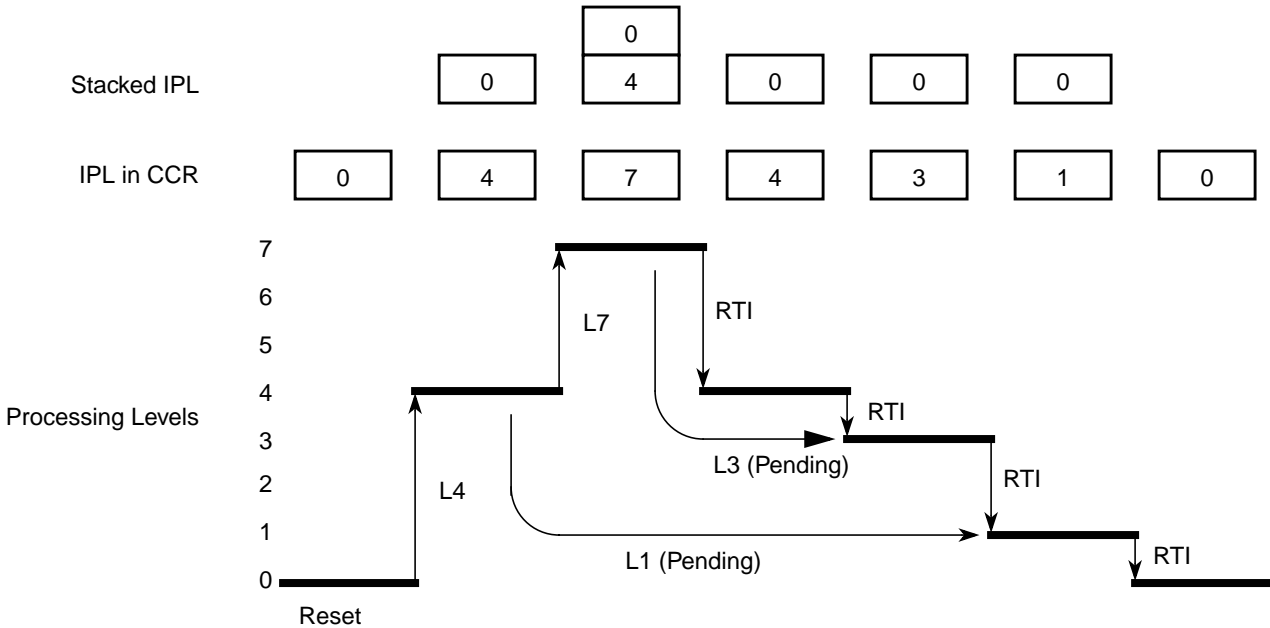 0
Stacked IPL 0 4 0 0 0
IPL in CCR 0 4 7 4 3 1 0
7
6
L7 RTI
5
4
Processing Levels RTI
3
L3 (Pending)
2 L4 RTI
1
L1 (Pending) RTI
0
Reset